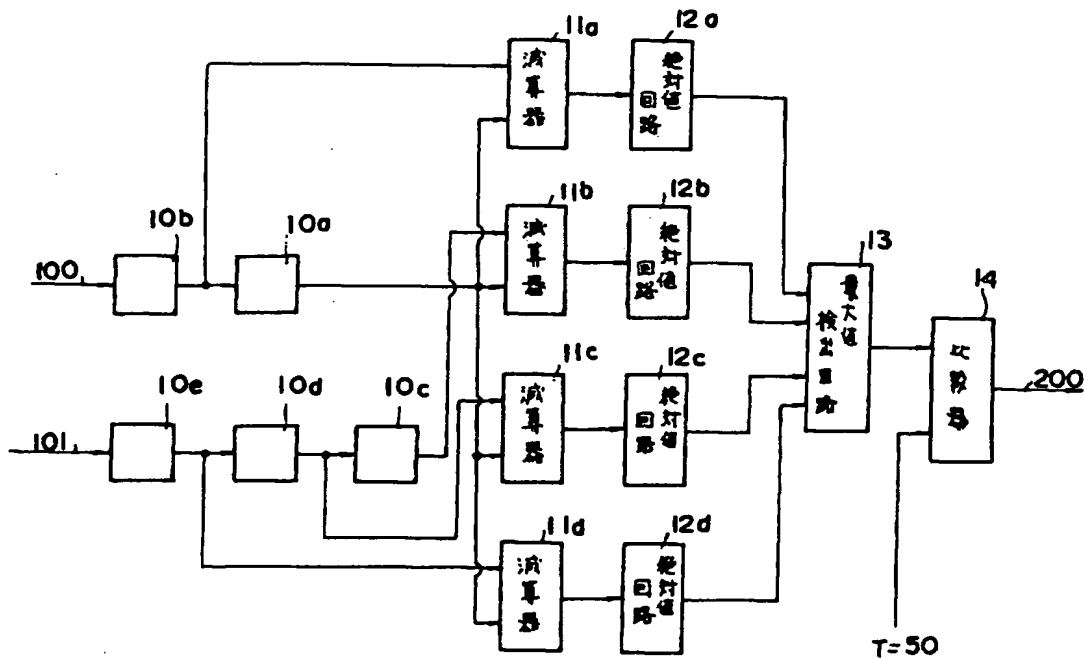 11a
減算器
12a
絶対値
回路
11b
減算器
12b
絶対値
回路
10b
10a
100
13
最大値
検出回路
14
比較器
200
11c
減算器
12c
絶対値
回路
10e
10d
10c
101
11d
減算器
12d
絶対値
回路
T=50